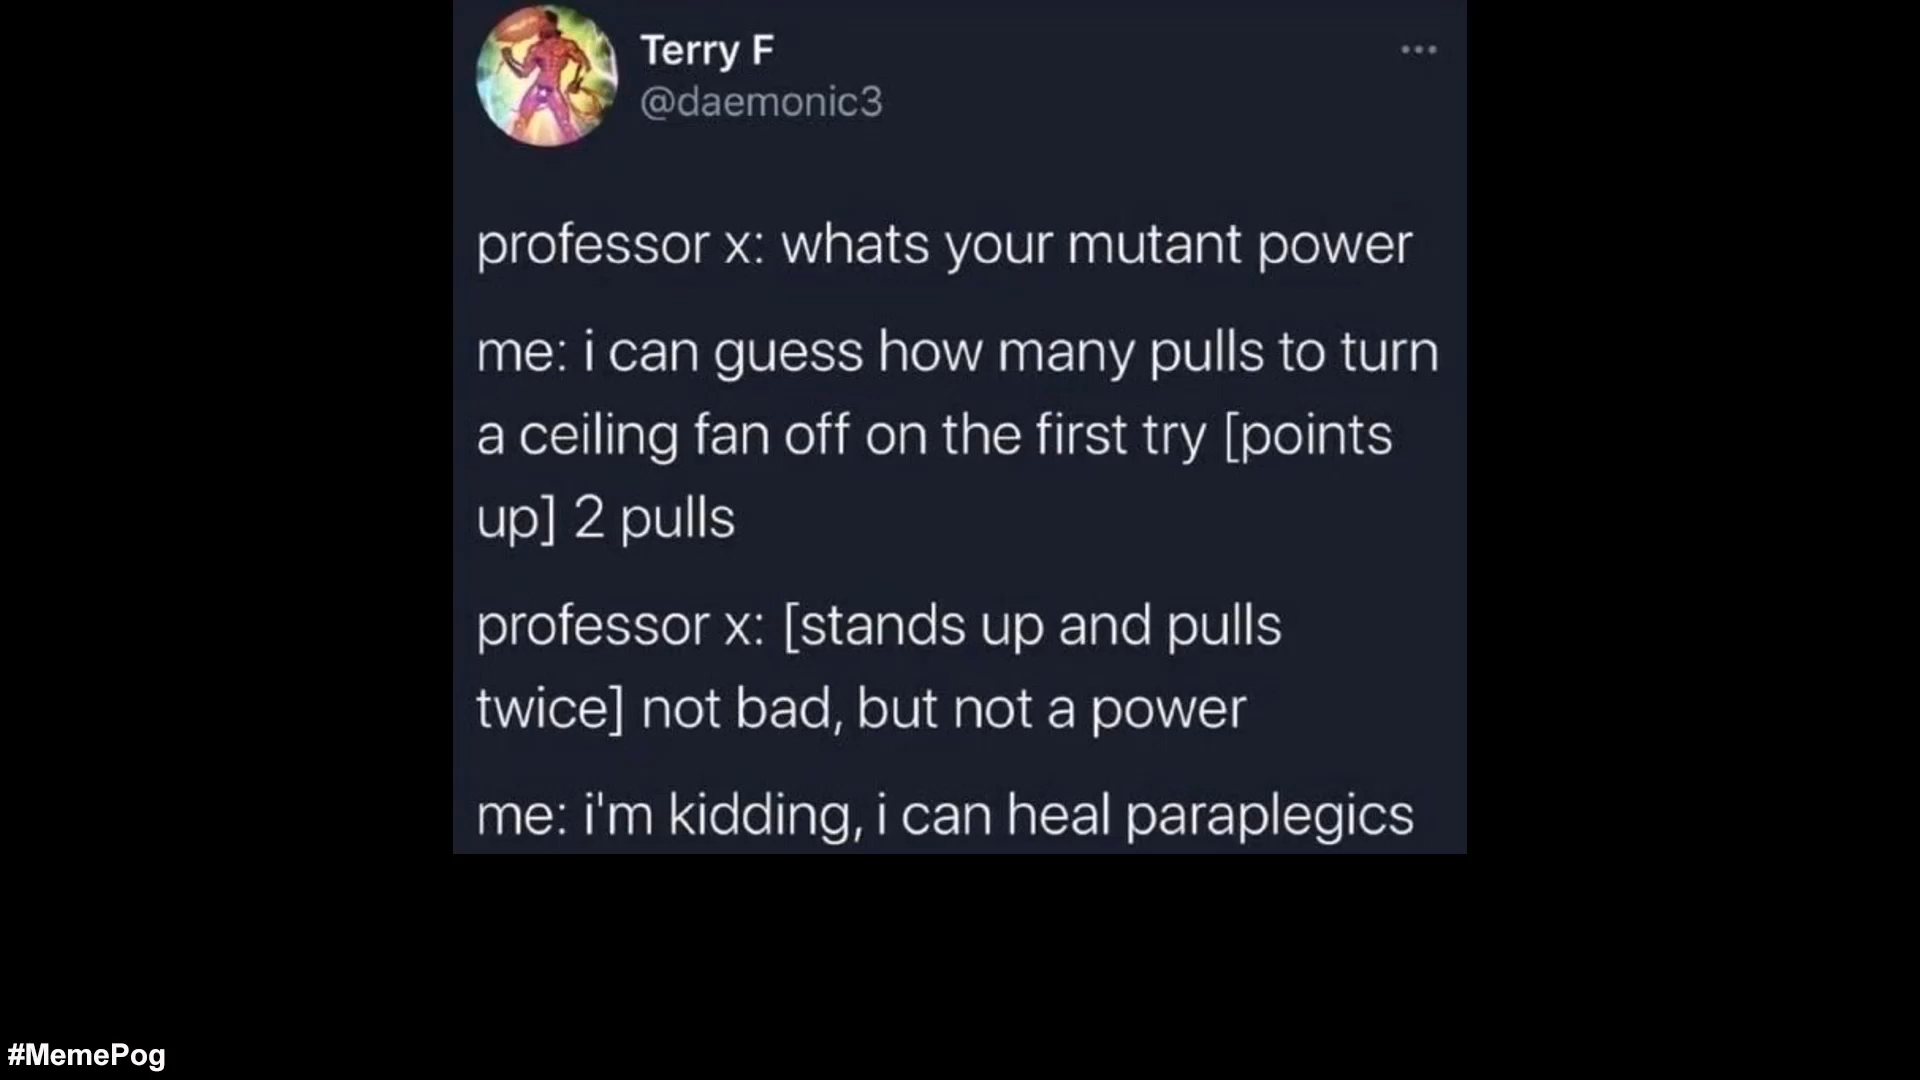 Terry F
@daemonic3
professor x: whats your mutant power
me: i can guess how many pulls to turn
a ceiling fan off on the first try [points
up] 2 pulls
professor x: [stands up and pulls
twice] not bad, but not a power
me: i'm kidding, i can heal paraplegics
#MemePog